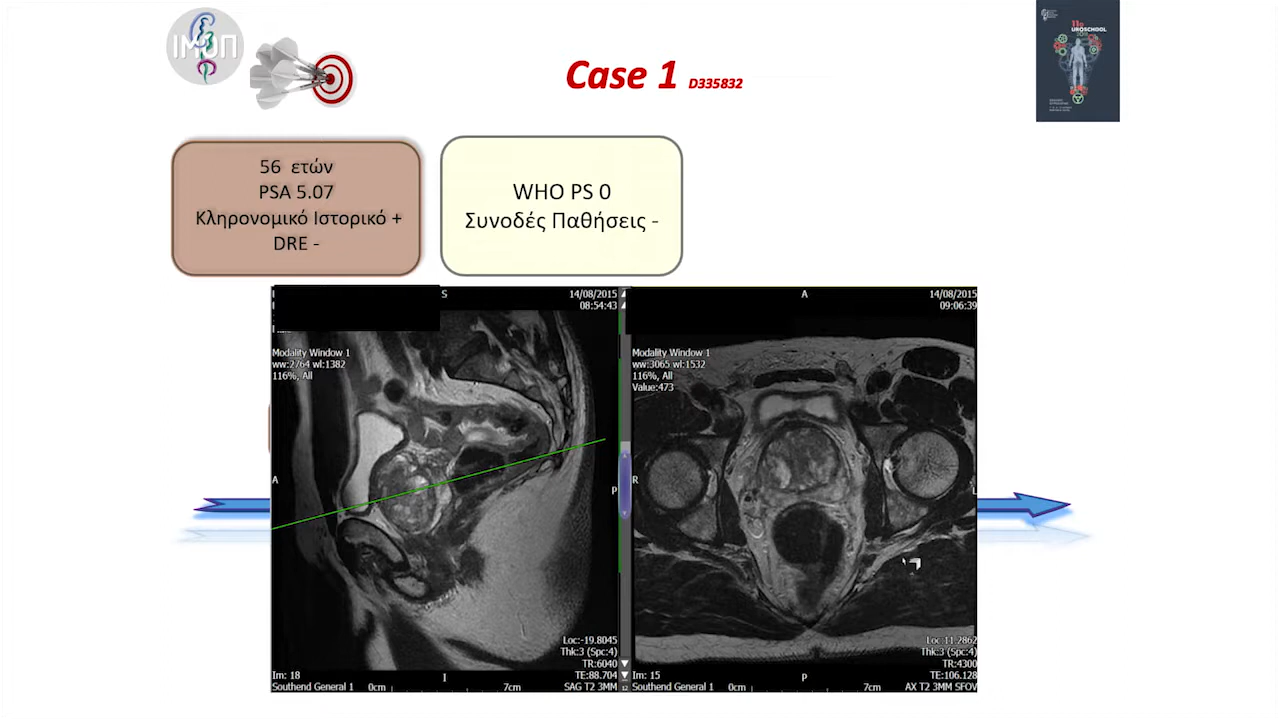 ΙΜΟΠ
Case 1 D335832
11ο
UROSCHOOL
56 ετών
PSA 5.07
Κληρονομικό Ιστορικό +
DRE -
WHO PS 0
Συνοδές Παθήσεις -
S
14/08/2015
08:54:43
Modality Window 1
ww:2764 wl:1382
116%, All
A
P
Loc:-19.8045
Thk:3 (Spc:4)
TR:6040
TE:88.704
SAG T2 3MM
Im: 18
Southend General 1
0cm
I
7cm
A
14/08/2015
09:06:39
Modality Window 1
ww:3065 wl:1532
116%, All
Value:473
R
L
Loc:11.2862
Thk:3 (Spc:4)
TR:4300
TE:106.128
AX T2 3MM SFOV
Im: 15
Southend General 1
0cm
P
7cm